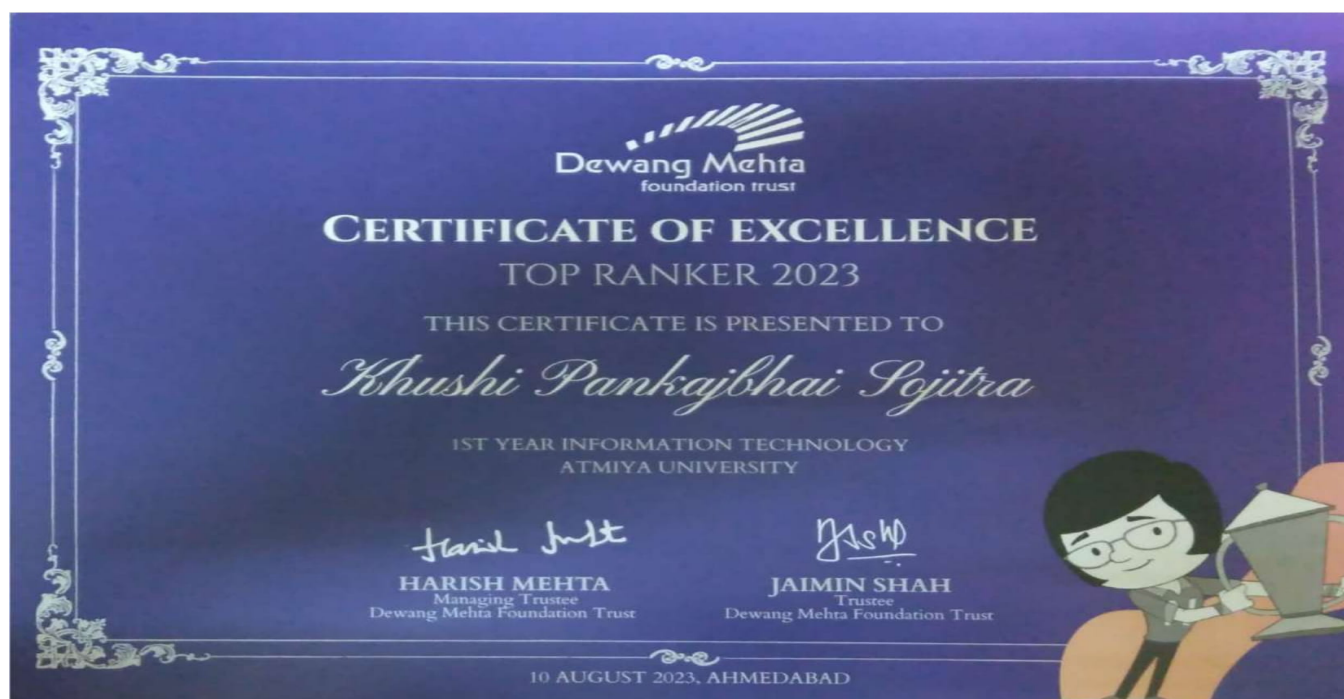 Dewang Mehta
foundation trust
CERTIFICATE OF EXCELLENCE
TOP RANKER 2023
THIS CERTIFICATE IS PRESENTED TO
Khushi Pankajbhai Sojitra
1ST YEAR INFORMATION TECHNOLOGY
ATMIYA UNIVERSITY
HARISH MEHTA
Managing Trustee
Dewang Mehta Foundation Trust
JAIMIN SHAH
Trustee
Dewang Mehta Foundation Trust
10 AUGUST 2023, AHMEDABAD